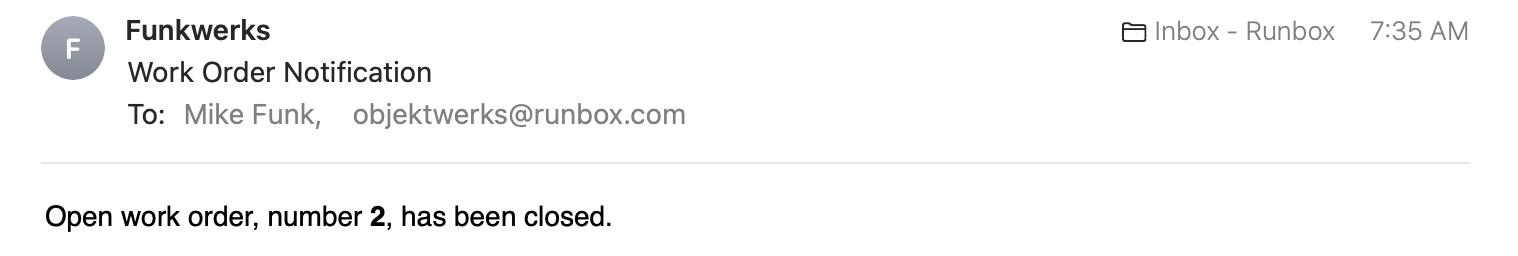 F
Funkwerks
Inbox - Runbox 7:35 AM
Work Order Notification
To: Mike Funk, objektwerks@runbox.com
Open work order, number 2, has been closed.